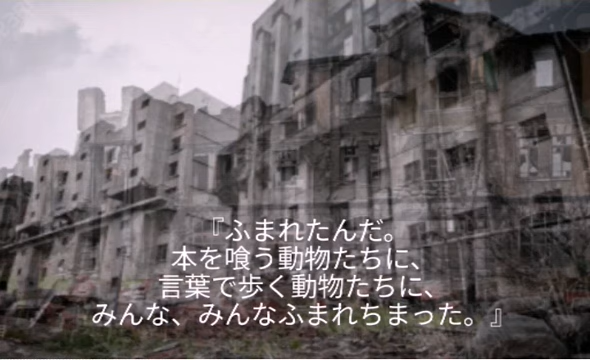 『ふまれたんだ。
本を喰う動物たちに、
言葉で歩く動物たちに、
みんな、みんなふまれちまった。』